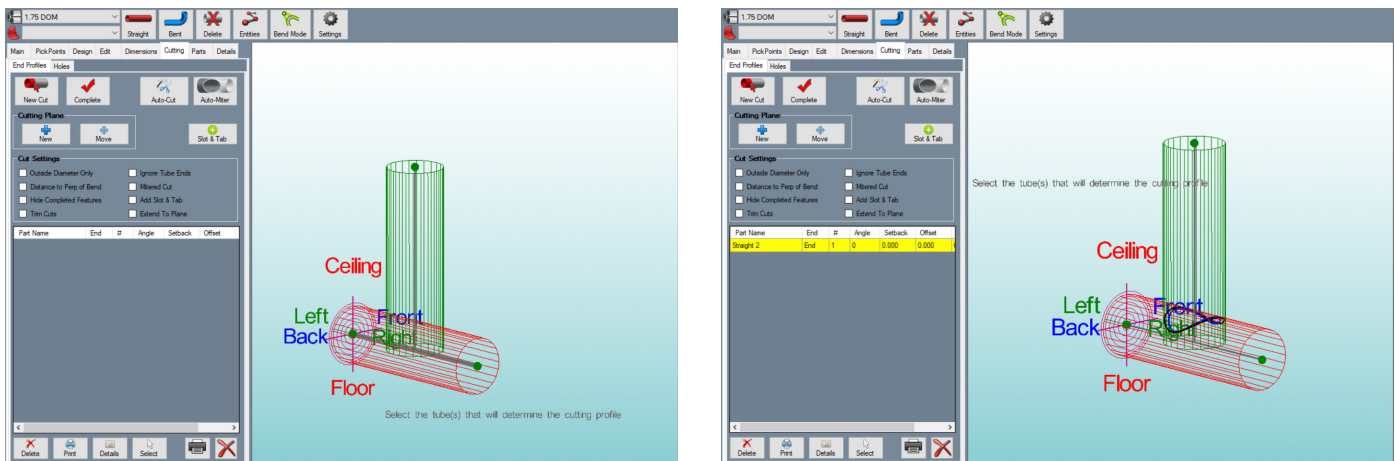 1.75 DOM
Straight Bent Delete Entities Bend Mode Settings
Main PickPoints Design Edit Dimensions Cutting Parts Details
End Profiles Holes
New Cut Complete Auto-Cut Auto-Miter
Cutting Plane
New Move Slot & Tab
Cut Settings
Outside Diameter Only Ignore Tube Ends
Distance to Perp of Bend Mitered Cut
Hide Completed Features Add Slot & Tab
Trim Cuts Extend To Plane
Part Name End # Angle Setback Offset
Ceiling
Left Front
Back Right
Floor
Select the tube(s) that will determine the cutting profile
Delete Print Details Select
1.75 DOM
Straight Bent Delete Entities Bend Mode Settings
Main PickPoints Design Edit Dimensions Cutting Parts Details
End Profiles Holes
New Cut Complete Auto-Cut Auto-Miter
Cutting Plane
New Move Slot & Tab
Cut Settings
Outside Diameter Only Ignore Tube Ends
Distance to Perp of Bend Mitered Cut
Hide Completed Features Add Slot & Tab
Trim Cuts Extend To Plane
Select the tube(s) that will determine the cutting profile
Part Name End # Angle Setback Offset
Straight 2 End 1 0 0.000 0.000
Ceiling
Left Front
Back Right
Floor
Delete Print Details Select